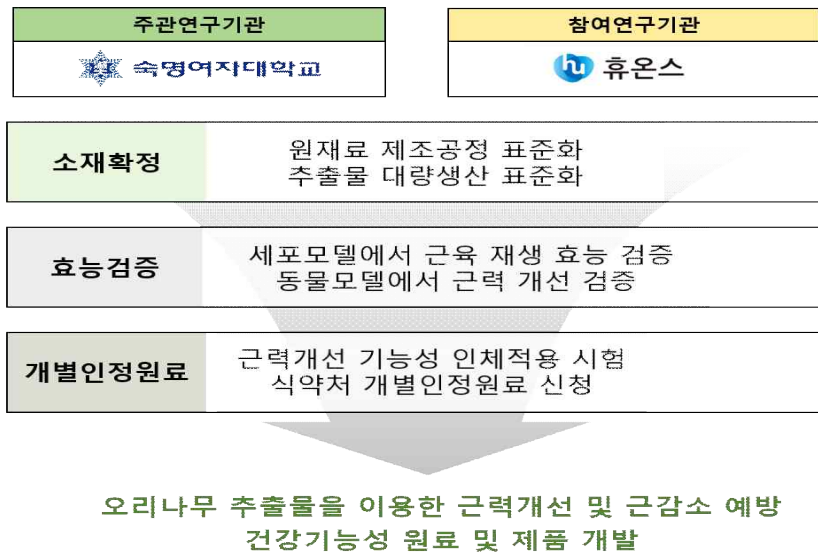 주관연구기관
숙명여자대학교
참여연구기관
hu 휴온스
소재확정
원재료 제조공정 표준화
추출물 대량생산 표준화
효능검증
세포모델에서 근육 재생 효능 검증
동물모델에서 근력 개선 검증
개별인정원료
근력개선 기능성 인체적용 시험
식약처 개별인정원료 신청
오리나무 추출물을 이용한 근력개선 및 근감소 예방
건강기능성 원료 및 제품 개발